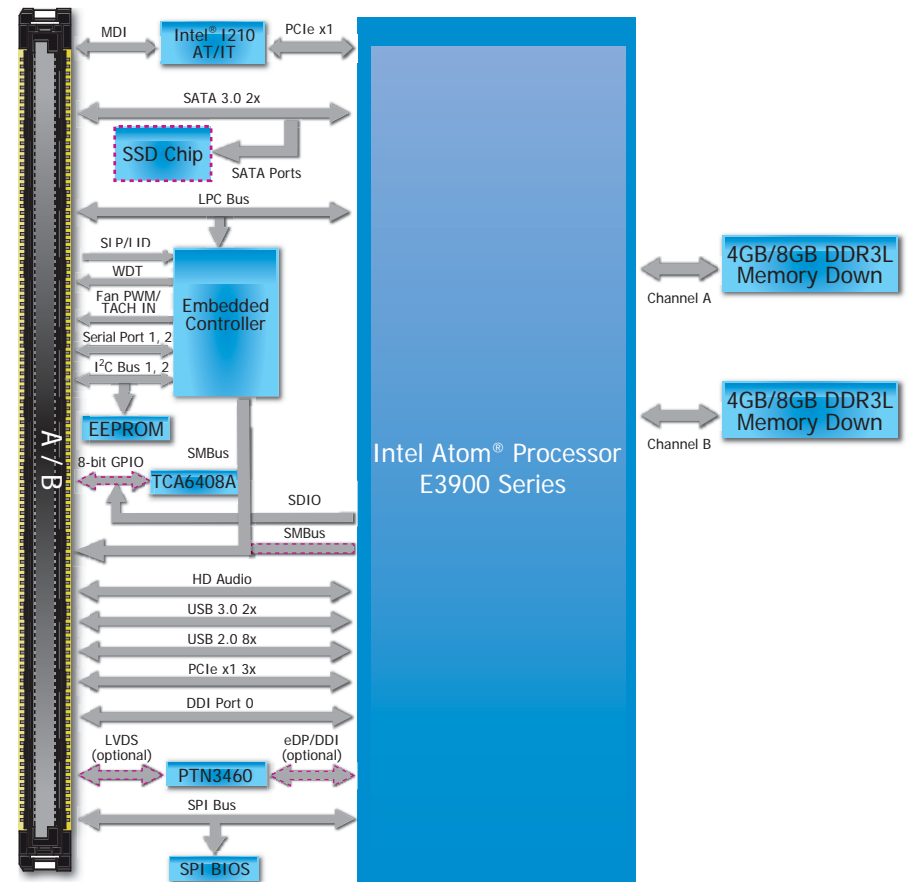 MDI
Intel® I210
AT/IT
PCIe x1
SATA 3.0 2x
SSD Chip
SATA Ports
LPC Bus
SLP/LID
WDT
Fan PWM/
TACH IN
Serial Port 1, 2
I²C Bus 1, 2
Embedded
Controller
EEPROM
SMBus
8-bit GPIO
TCA6408A
SDIO
SMBus
A / B
HD Audio
USB 3.0 2x
USB 2.0 8x
PCIe x1 3x
DDI Port 0
LVDS
(optional)
PTN3460
eDP/DDI
(optional)
SPI Bus
SPI BIOS
Intel Atom® Processor
E3900 Series
4GB/8GB DDR3L
Memory Down
Channel A
4GB/8GB DDR3L
Memory Down
Channel B